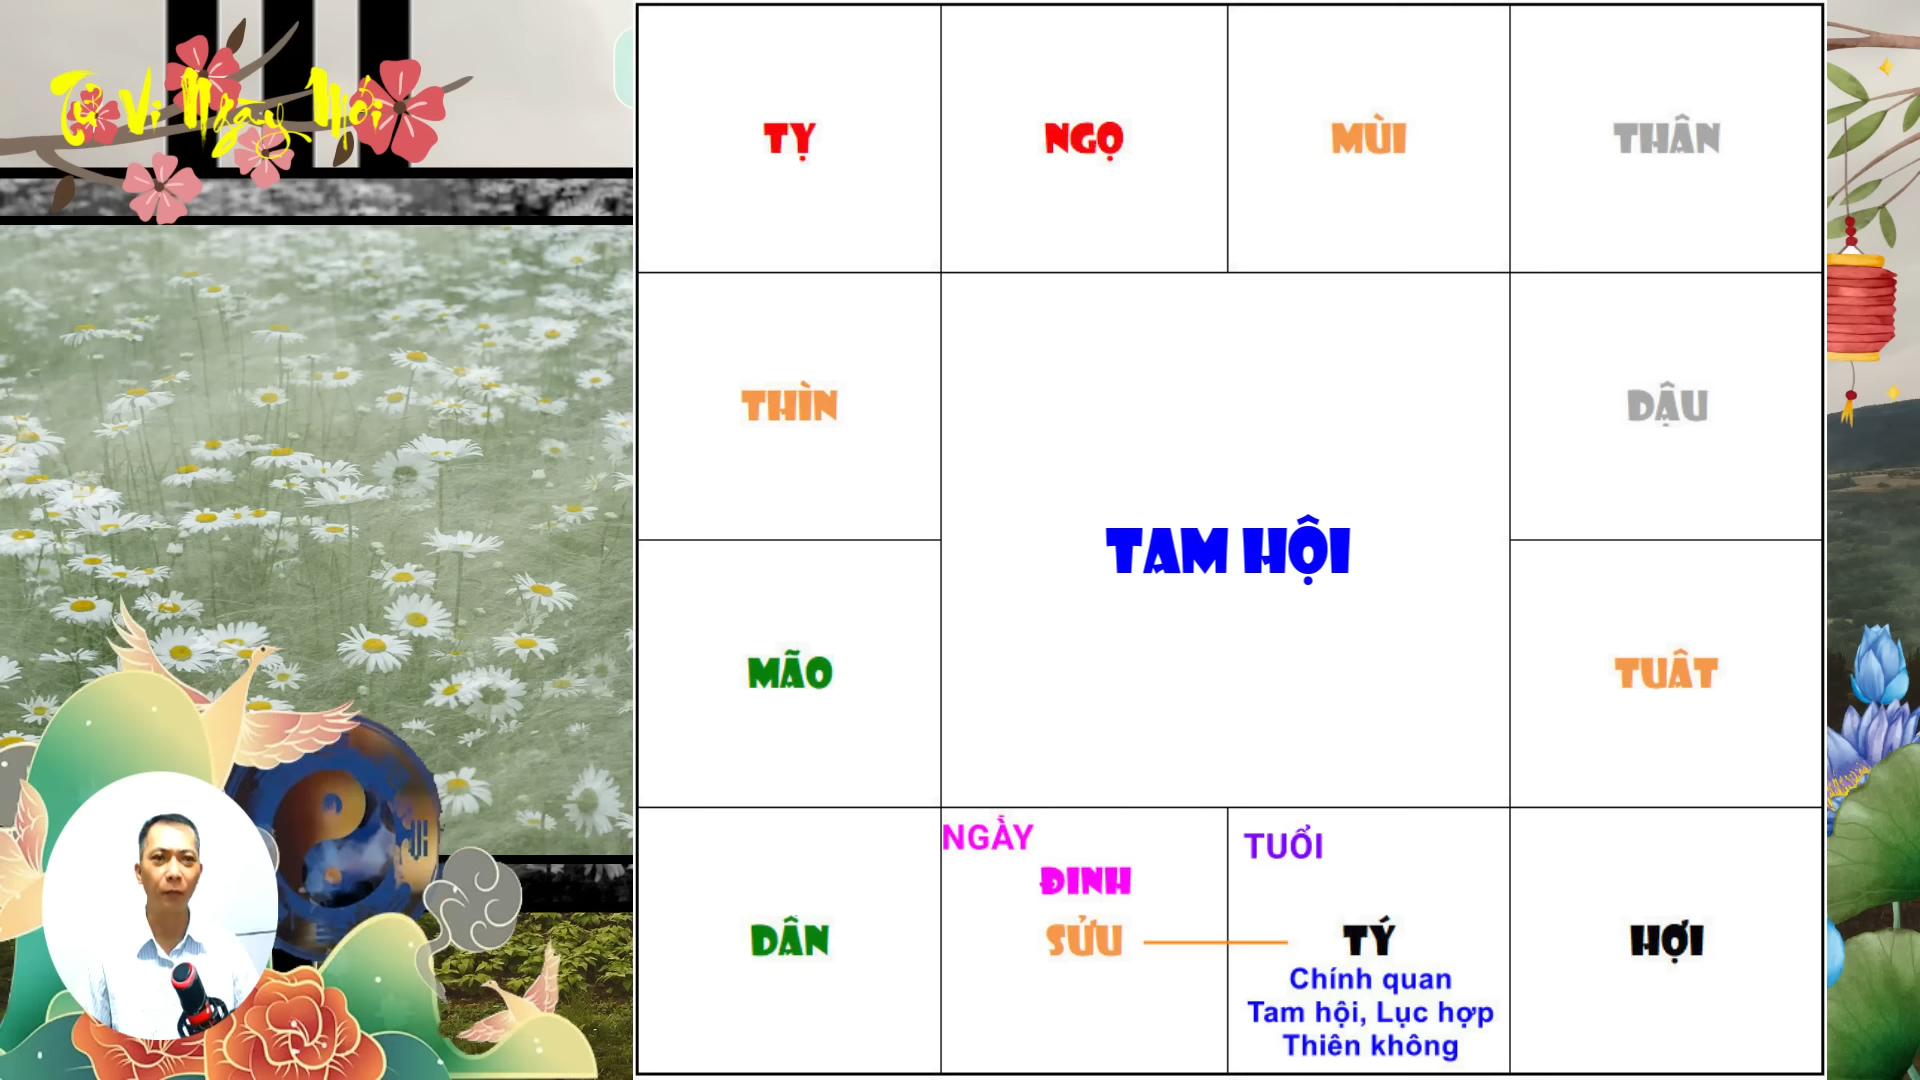 Tử Vi Ngày Mới
TỴ
NGỌ
MÙI
THÂN
THÌN
DẬU
TAM HỘI
MÃO
TUẤT
NGÀY
ĐINH
SỬU
TUỔI
TÝ
Chính quan
Tam hội, Lục hợp
Thiên không
DẦN
HỢI